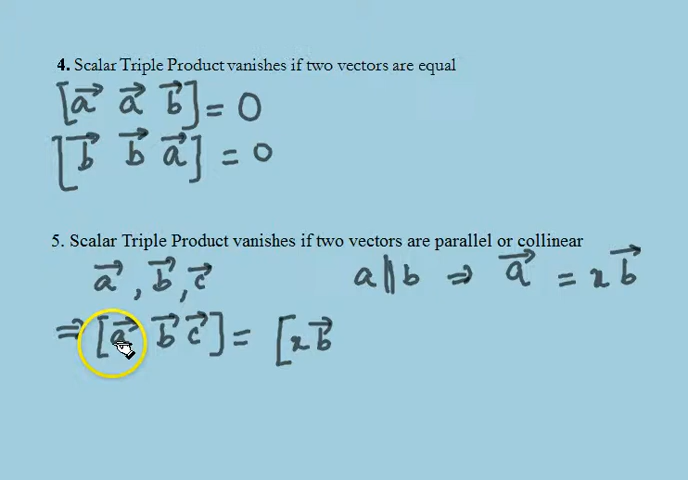 4. Scalar Triple Product vanishes if two vectors are equal
[a⃗ a⃗ b⃗] = 0
[b⃗ b⃗ a⃗] = 0
5. Scalar Triple Product vanishes if two vectors are parallel or collinear
a⃗, b⃗, c⃗ a||b ⇒ a⃗ = x b⃗
⇒ [a⃗ b⃗ c⃗] = [x b⃗